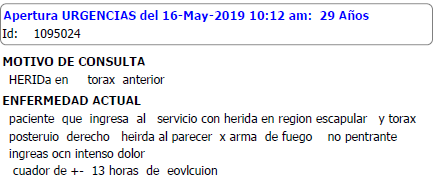 Apertura URGENCIAS del 16-May-2019 10:12 am: 29 Años
Id: 1095024
MOTIVO DE CONSULTA
HERIDa en torax anterior
ENFERMEDAD ACTUAL
paciente que ingresa al servicio con herida en region escapular y torax
posteruio derecho heirda al parecer x arma de fuego no pentrante
ingreas ocn intenso dolor
cuador de +- 13 horas de eovlcuion